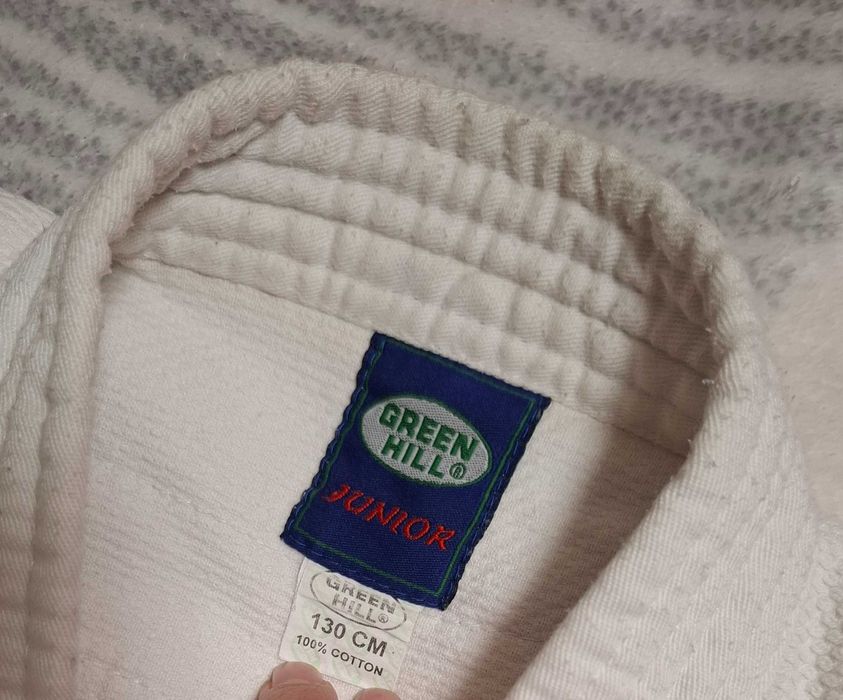 GREEN
HILL®
JUNIOR
GREEN
HILL®
130 CM
100% COTTON